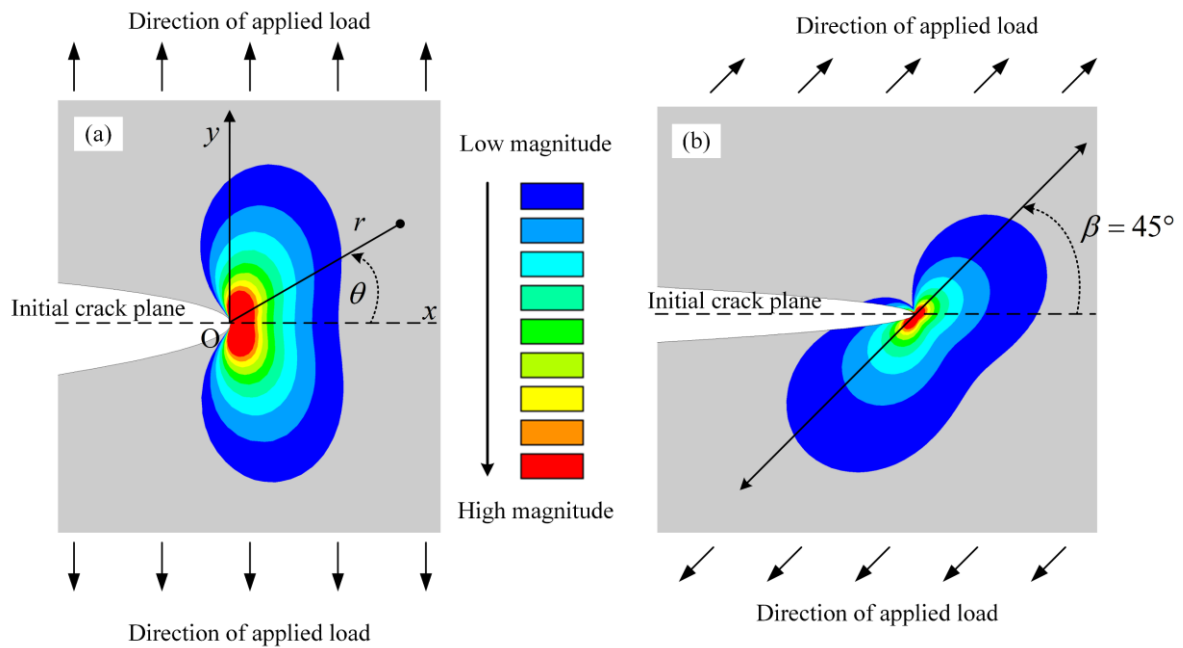 Direction of applied load
Direction of applied load
(a)
y
(b)
Low magnitude
r
β = 45°
θ
Initial crack plane
x
O
Initial crack plane
High magnitude
Direction of applied load
Direction of applied load